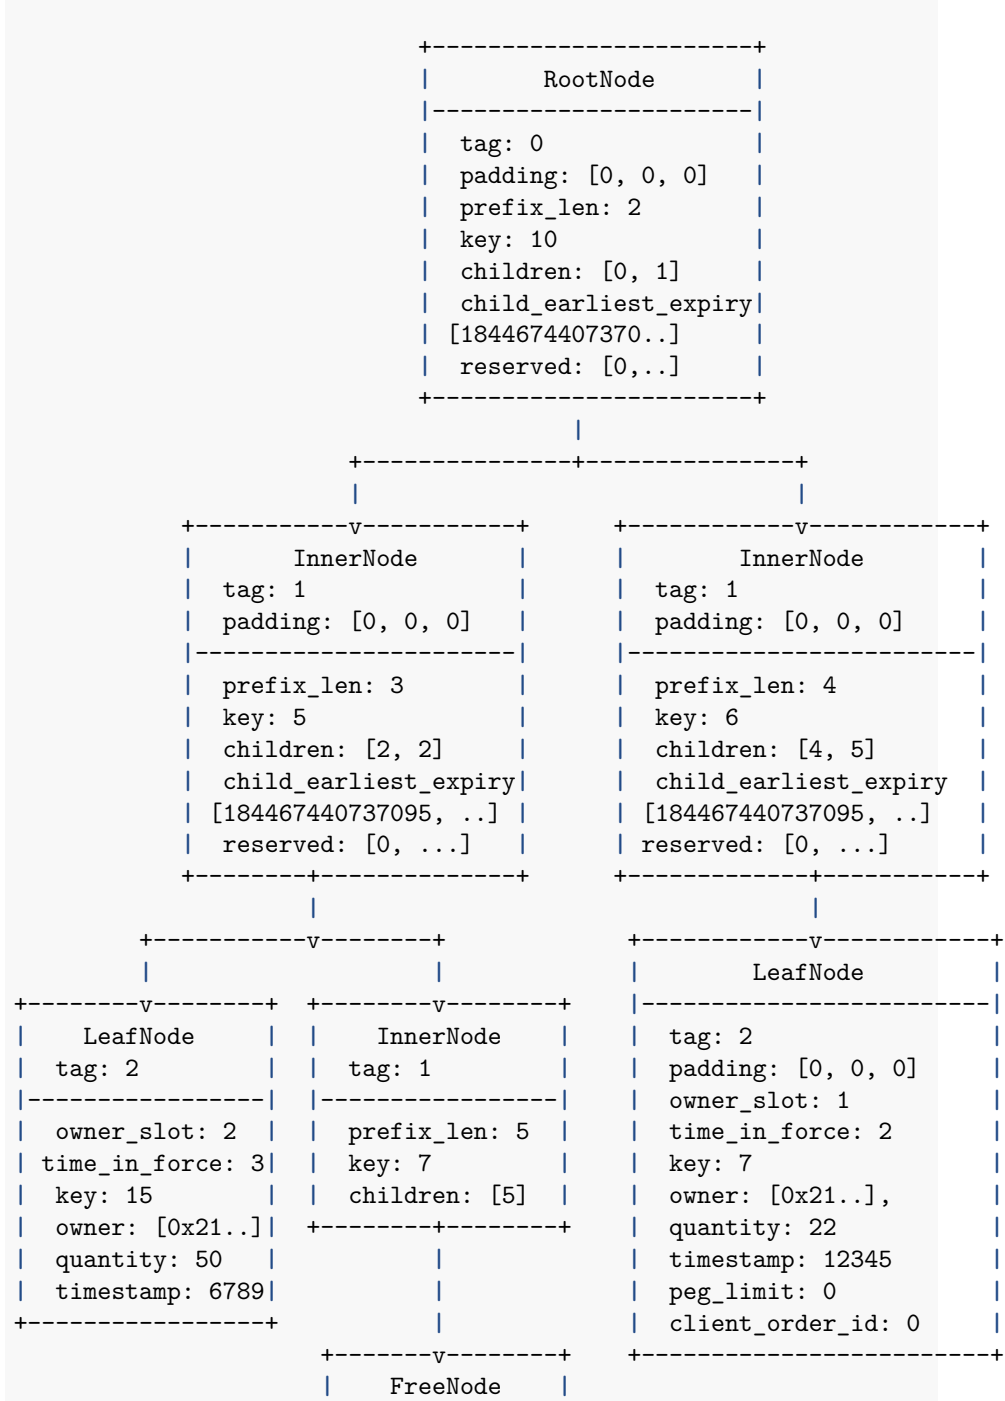 +-----------------------+
|        RootNode       |
|-----------------------|
|  tag: 0               |
|  padding: [0, 0, 0]   |
|  prefix_len: 2        |
|  key: 10              |
|  children: [0, 1]     |
|  child_earliest_expiry|
| [1844674407370..]     |
|  reserved: [0,..]     |
+-----------------------+
|
+---------------+---------------+
|                               |
+-----------v-----------+      +------------v------------+
|       InnerNode       |      |        InnerNode        |
|  tag: 1               |      |  tag: 1                 |
|  padding: [0, 0, 0]   |      |  padding: [0, 0, 0]     |
|-----------------------|      |-------------------------|
|  prefix_len: 3        |      |  prefix_len: 4          |
|  key: 5               |      |  key: 6                 |
|  children: [2, 2]     |      |  children: [4, 5]       |
|  child_earliest_expiry|      |  child_earliest_expiry  |
| [184467440737095, ..] |      | [184467440737095, ..]   |
|  reserved: [0, ...]   |      | reserved: [0, ...]      |
+--------+--------------+      +-------------+-----------+
|                                   |
+-----------v--------+             +------------v------------+
|                    |             |        LeafNode         |
+--------v--------+  +--------v--------+    |-------------------------|
|    LeafNode     |  |    InnerNode    |    |  tag: 2                 |
|  tag: 2         |  |  tag: 1         |    |  padding: [0, 0, 0]     |
|-----------------|  |-----------------|    |  owner_slot: 1          |
|  owner_slot: 2  |  |  prefix_len: 5  |    |  time_in_force: 2       |
| time_in_force: 3|  |  key: 7         |    |  key: 7                 |
|  key: 15        |  |  children: [5]  |    |  owner: [0x21..],       |
|  owner: [0x21..]|  +--------+--------+    |  quantity: 22           |
|  quantity: 50   |           |             |  timestamp: 12345       |
|  timestamp: 6789|           |             |  peg_limit: 0           |
+-----------------+           |             |  client_order_id: 0     |
+-------v--------+    +-------------------------+
|    FreeNode    |